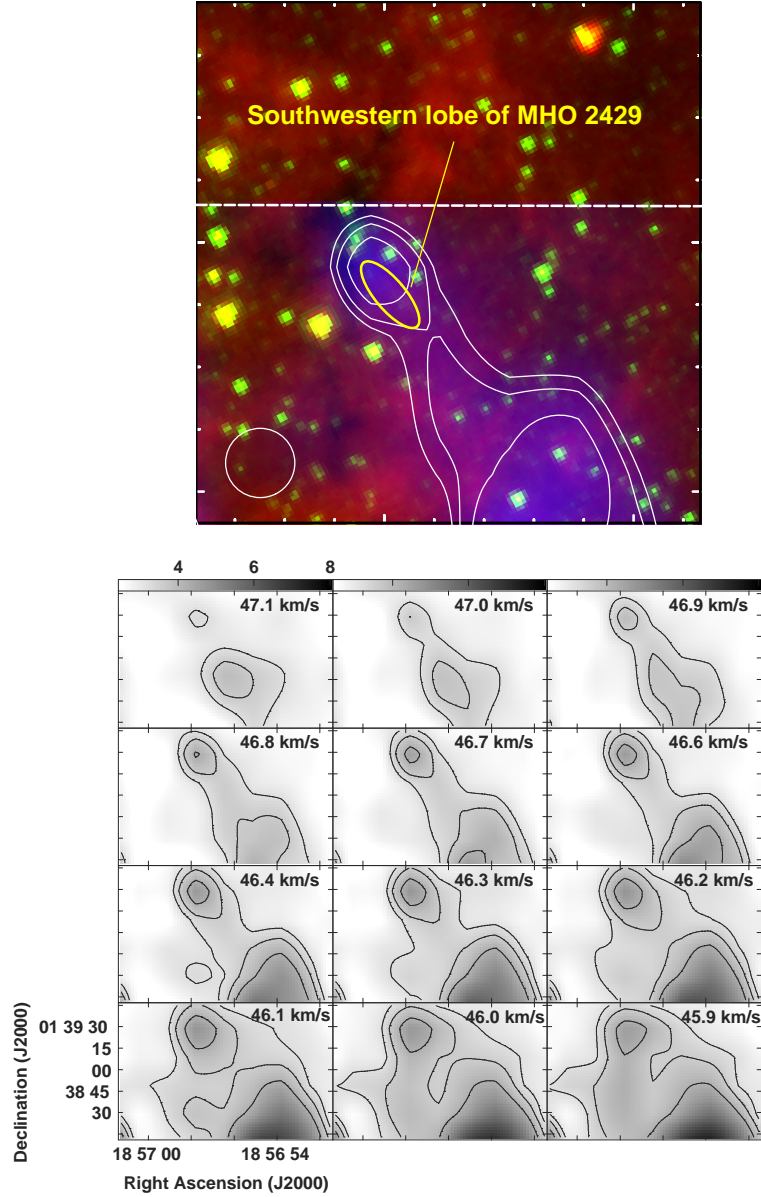 Southwestern lobe of MHO 2429
4 6 8
47.1 km/s 47.0 km/s 46.9 km/s
46.8 km/s 46.7 km/s 46.6 km/s
46.4 km/s 46.3 km/s 46.2 km/s
46.1 km/s 46.0 km/s 45.9 km/s
Declination (J2000)
01 39 30
15
00
38 45
30
18 57 00 18 56 54
Right Ascension (J2000)